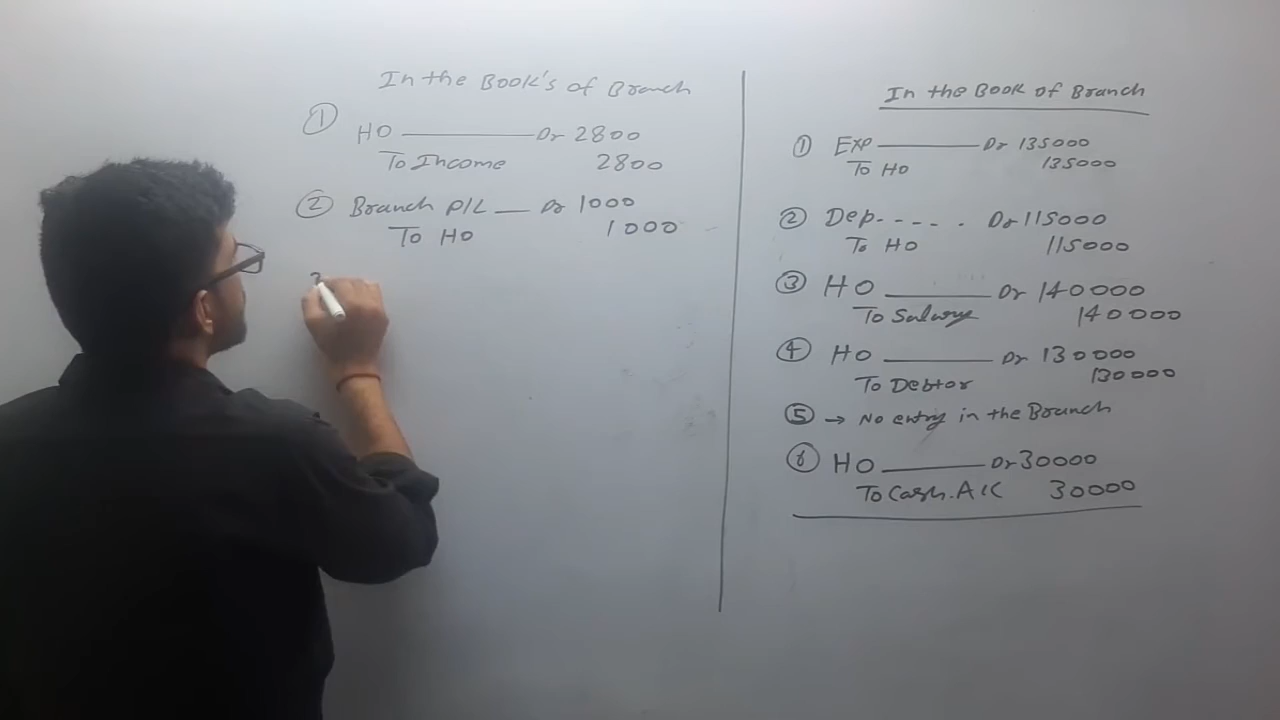 In the Book's of Branch
① HO ———— Dr 2800
To Income 2800
② Branch P/L — Dr 1000
To HO 1000
In the Book of Branch
① Exp ———— Dr 135000
To HO 135000
② Dep. - - - - . Dr 115000
To HO 115000
③ HO ———— Dr 140000
To Salary 140000
④ HO ———— Dr 130000
To Debtor 130000
⑤ → No entry in the Branch
⑥ HO ———— Dr 30000
To Cash. A/C 30000